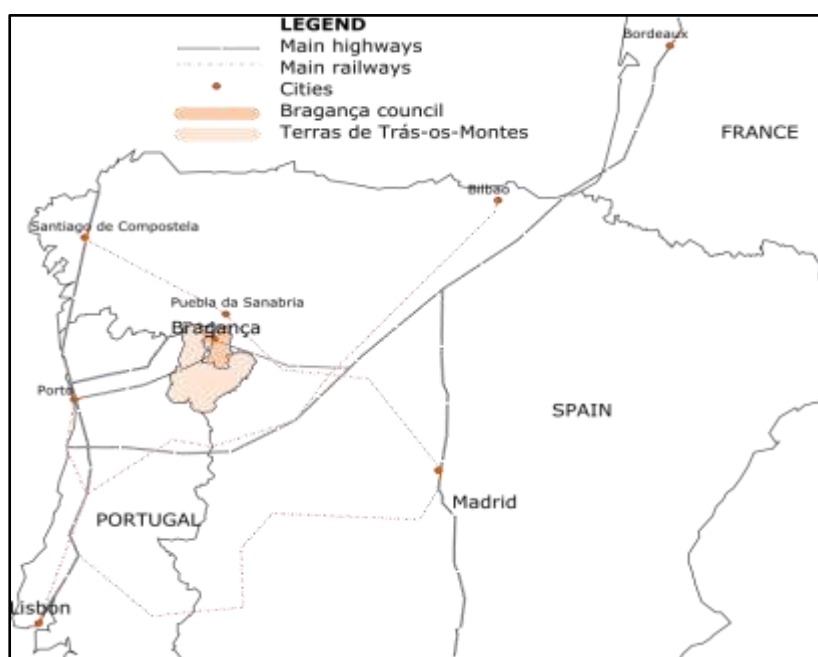 LEGEND
Main highways
Main railways
Cities
Bragança council
Terras de Trás-os-Montes
Bordeaux
FRANCE
Bilbao
Santiago de Compostela
Puebla da Sanabria
Bragança
Porto
SPAIN
Madrid
PORTUGAL
Lisbon